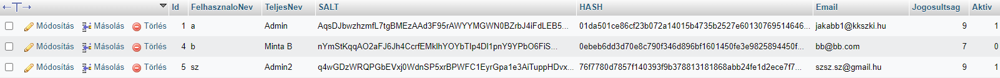 Id FelhasznaloNev TeljesNev SALT HASH Email Jogosultsag Aktiv
Módosítás Másolás Törlés 1 a Admin AqsDJbwzhzmfL7tgBMEzAAd3F95rAWYYMGWN0BZrbJ4iFdLEB5... 01da501ce86cf23b072a14015b4735b2527e60130769514646... jakabb1@kkszki.hu 9 1
Módosítás Másolás Törlés 4 b Minta B nYmStKqqAO2aFJ6Jh4CcrfEMklhYOYbTIp4DI1pnY9YPbO6FiS... 0ebeb6dd3d70e8c790f346d896bf1601450fe3e9825894450f... bb@bb.com 7 0
Módosítás Másolás Törlés 5 sz Admin2 q4wGDzWRQPGbEVxj0WdnSP5xrBPWFC1EyrGpa1e3AiTuppHDvx... 76f7780d7857f140393f9b378813181868abb24fe1d2ece7f7... szsz.sz@gmail.hu 9 1